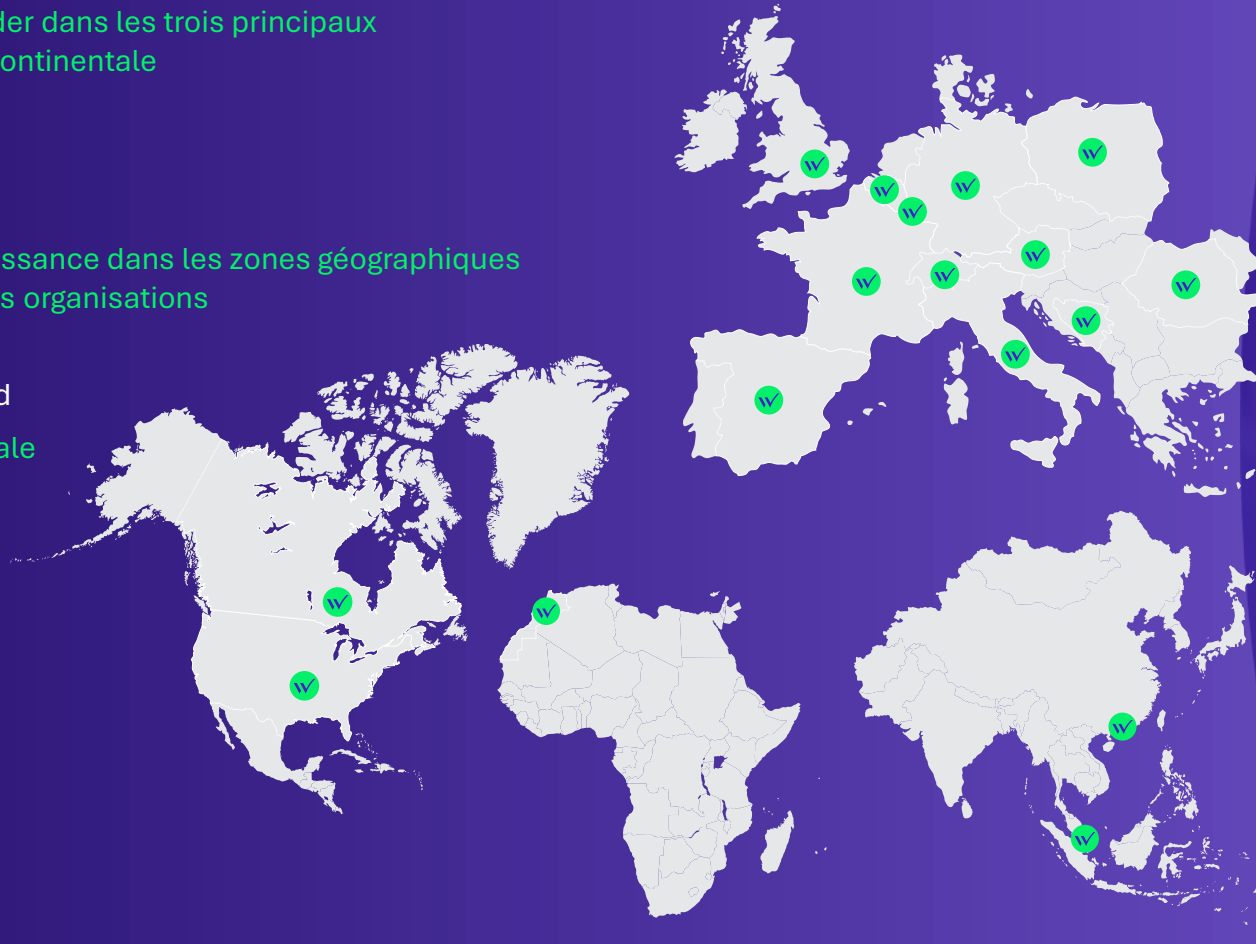 der dans les trois principaux
ontinentale
ssance dans les zones géographiques
s organisations
d
ale